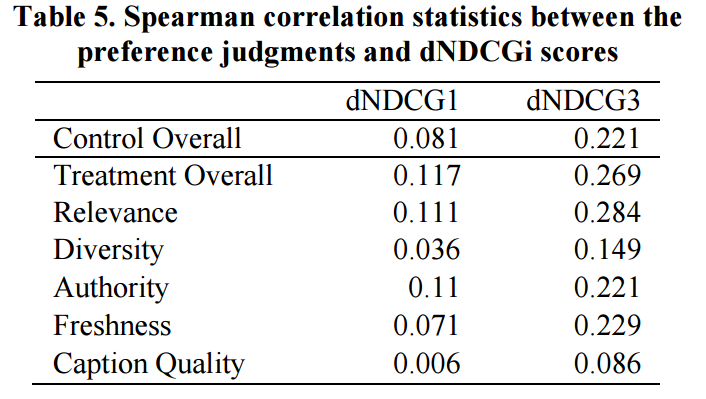 Table 5. Spearman correlation statistics between the
preference judgments and dNDCGi scores
dNDCG1 dNDCG3
Control Overall 0.081 0.221
Treatment Overall 0.117 0.269
Relevance 0.111 0.284
Diversity 0.036 0.149
Authority 0.11 0.221
Freshness 0.071 0.229
Caption Quality 0.006 0.086